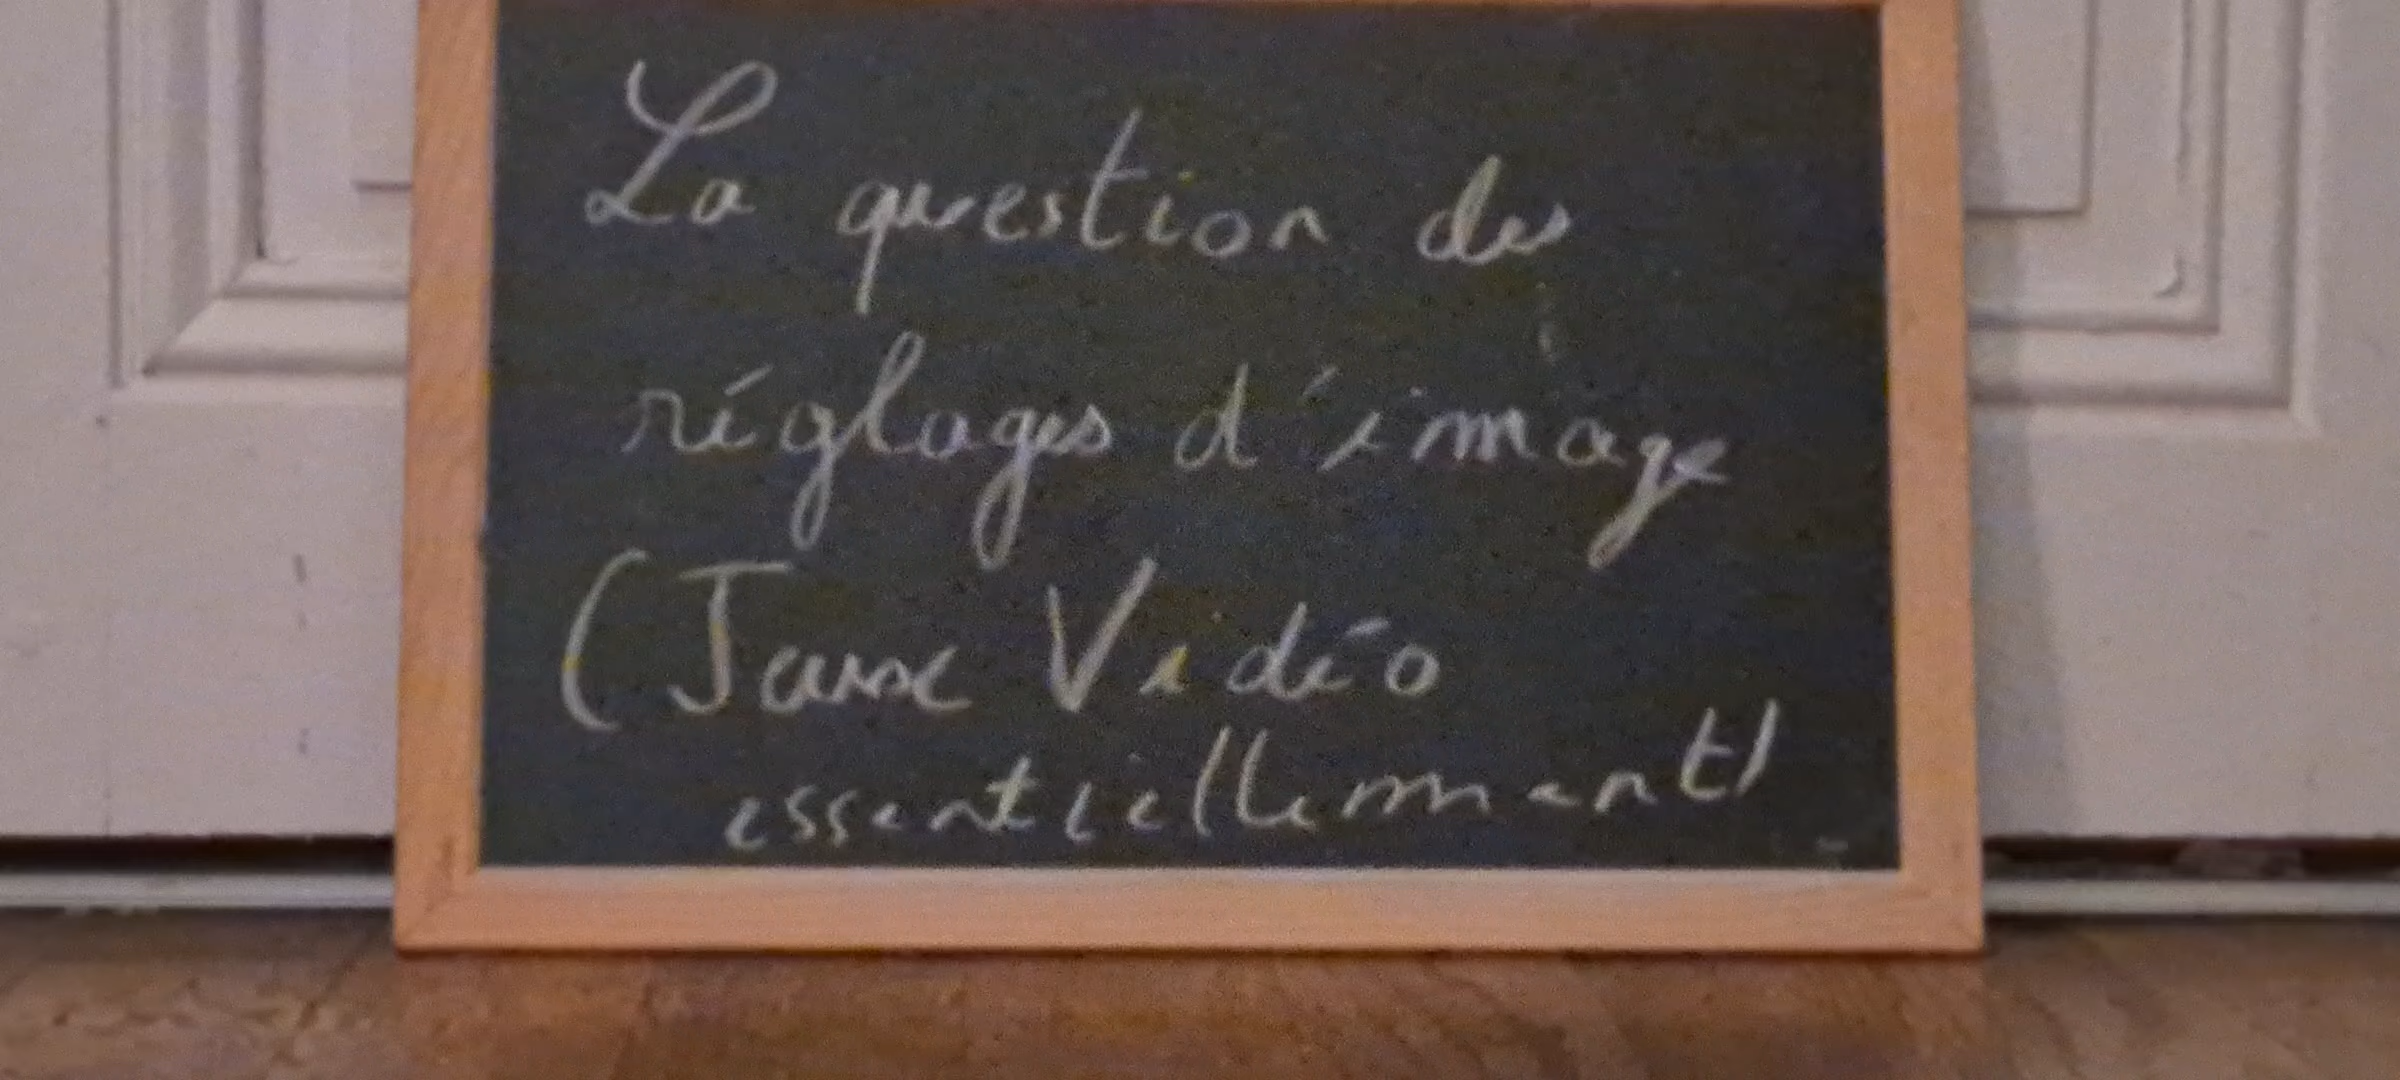 La question des
réglages d'image
(Jeux Vidéo
essentiellement)